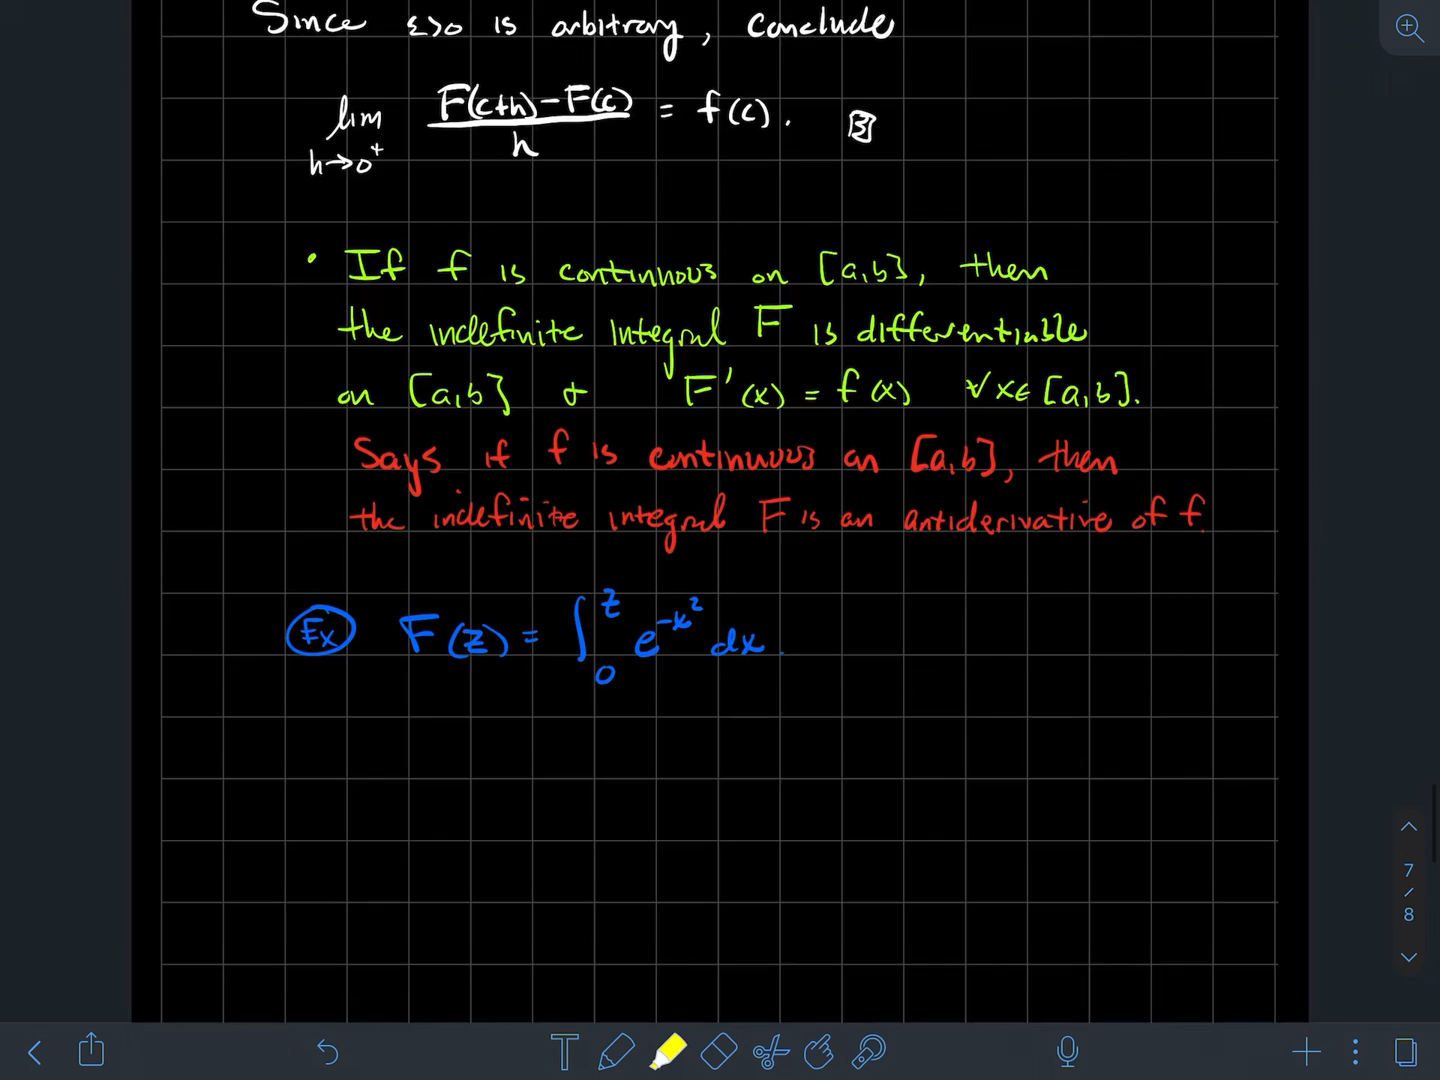 Since ε>0 is arbitrary, conclude
lim h→0⁺ (F(c+h)-F(c))/h = f(c).
• If f is continuous on [a,b], then
the indefinite integral F is differentiable
on [a,b] & F'(x) = f(x) ∀x∈[a,b].
Says if f is continuous on [a,b], then
the indefinite integral F is an antiderivative of f.
Ex F(z) = ∫₀ᶻ e^{-x²} dx.
7
/
8
T